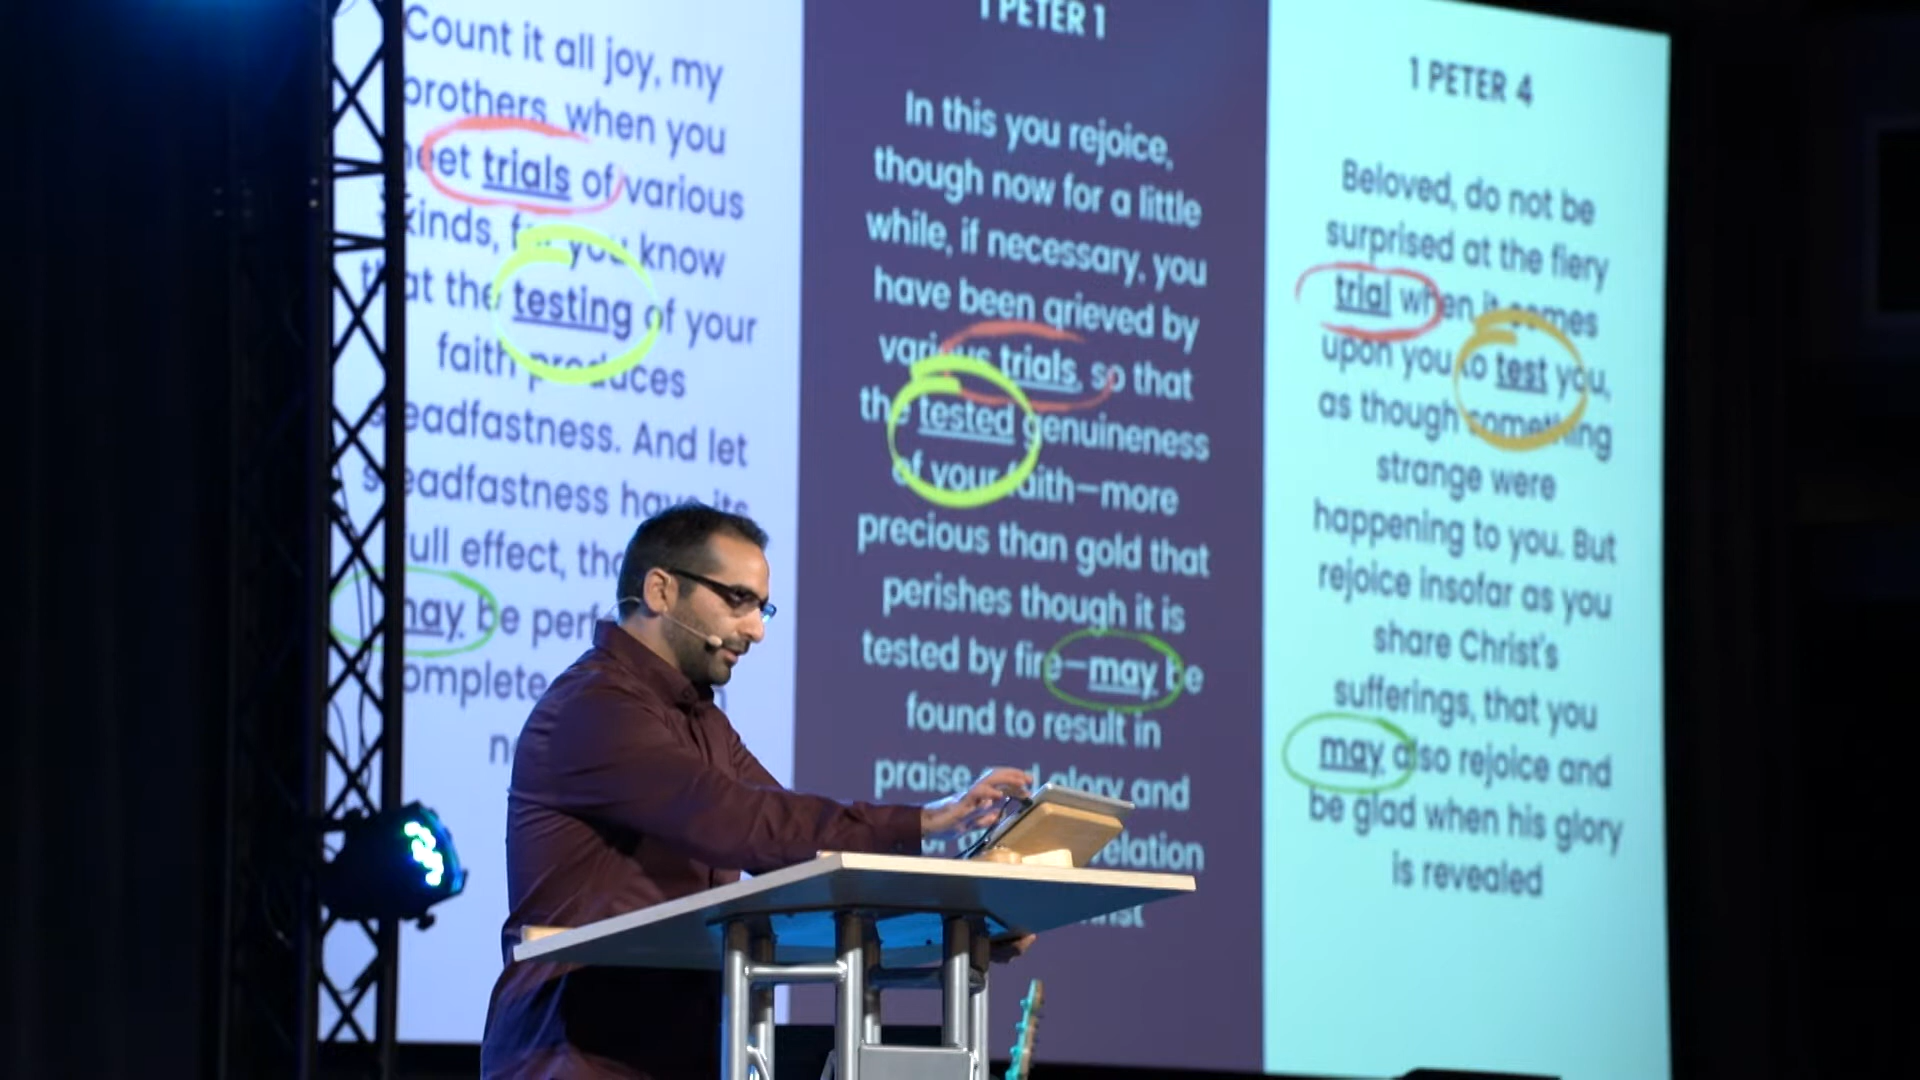 Count it all joy, my
brothers, when you
meet trials of various
kinds, for you know
that the testing of your
faith produces
steadfastness. And let
steadfastness have its
full effect, that
may be
complete
1 PETER 1
In this you rejoice,
though now for a little
while, if necessary, you
have been grieved by
various trials, so that
the tested genuineness
of your faith—more
precious than gold that
perishes though it is
tested by fire—may be
found to result in
praise and glory and
revelation
1 PETER 4
Beloved, do not be
surprised at the fiery
trial when it comes
upon you to test you,
as though something
strange were
happening to you. But
rejoice insofar as you
share Christ's
sufferings, that you
may also rejoice and
be glad when his glory
is revealed